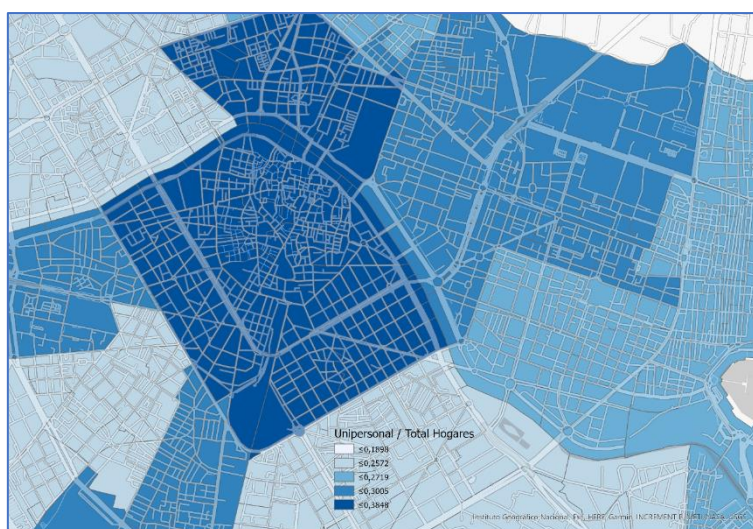 Unipersonal / Total Hogares
≤0,1898
≤0,2572
≤0,2719
≤0,3005
≤0,3848
Instituto Geográfico Nacional, Esri, HERE, Garmin, INCREMENT P,